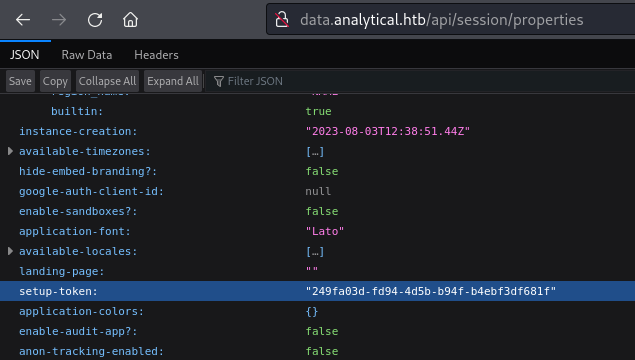 data.analytical.htb/api/session/properties
JSON Raw Data Headers
Save Copy Collapse All Expand All Filter JSON
builtin: true
instance-creation: "2023-08-03T12:38:51.44Z"
available-timezones: […]
hide-embed-branding?: false
google-auth-client-id: null
enable-sandboxes?: false
application-font: "Lato"
available-locales: […]
landing-page: ""
setup-token: "249fa03d-fd94-4d5b-b94f-b4ebf3df681f"
application-colors: {}
enable-audit-app?: false
anon-tracking-enabled: false